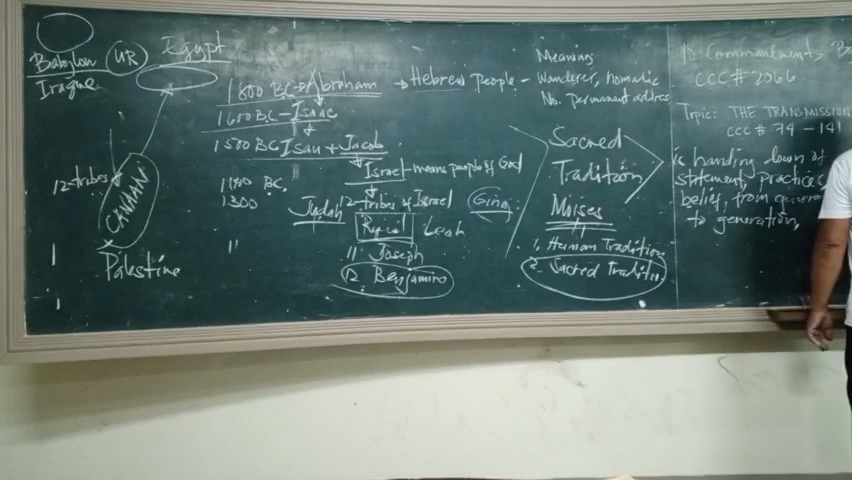 Babylon
Iraque
UR
Egypt
12-tribes
CANAAN
Palestine
1800 BC → Abraham → Hebrew people -
1600 BC - Isaac
1500 BC Isau + Jacob
Israel - means people of God
1400 BC.
1300
12-tribes of Israel
Judah
Leah
11. Joseph
12. Benjamin
Meaning
Wanderer, nomadic
No. permanent address
Sacred
Tradition
Moises
1. Human Tradition
2. Sacred Traditio
CCC # 2066
Topic: THE TRANSMISSION
CCC # 74 - 141
is handing down of
statement, practices
belief, from
to generation,